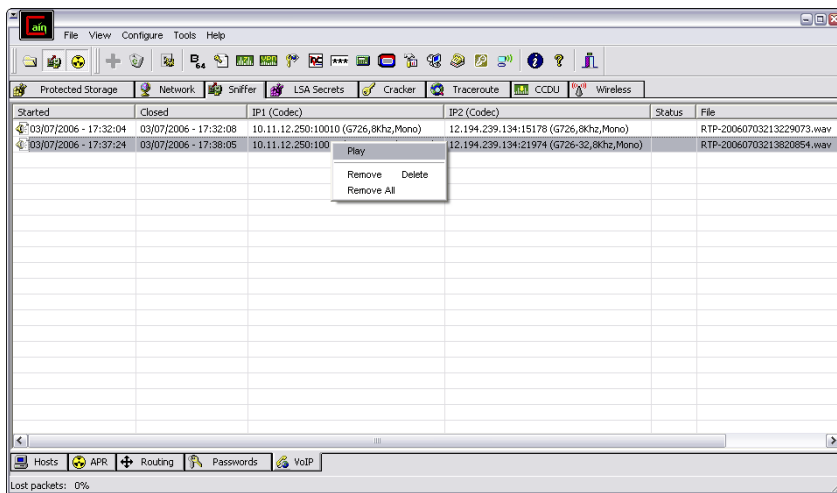 aın
File View Configure Tools Help
B64
Protected Storage Network Sniffer LSA Secrets Cracker Traceroute CCDU Wireless
Started Closed IP1 (Codec) IP2 (Codec) Status File
03/07/2006 - 17:32:04 03/07/2006 - 17:32:08 10.11.12.250:10010 (G726,8Khz,Mono) 12.194.239.134:15178 (G726,8Khz,Mono) RTP-20060703213229073.wav
03/07/2006 - 17:37:24 03/07/2006 - 17:38:05 10.11.12.250:100 12.194.239.134:21974 (G726-32,8Khz,Mono) RTP-20060703213820854.wav
Play
Remove Delete
Remove All
Hosts APR Routing Passwords VoIP
Lost packets: 0%